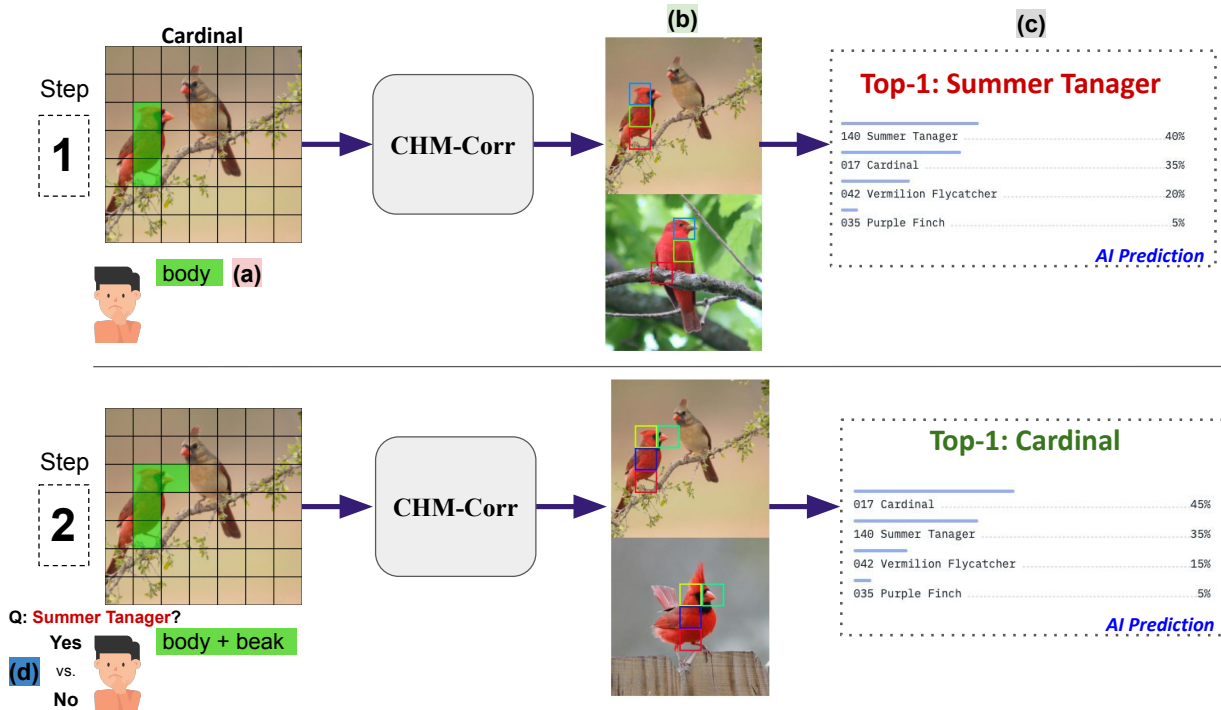 Cardinal
(b)
(c)
Step
1
CHM-Corr
Top-1: Summer Tanager
140 Summer Tanager 40%
017 Cardinal 35%
042 Vermilion Flycatcher 20%
035 Purple Finch 5%
AI Prediction
body (a)
Step
2
CHM-Corr
Top-1: Cardinal
017 Cardinal 45%
140 Summer Tanager 35%
042 Vermilion Flycatcher 15%
035 Purple Finch 5%
AI Prediction
Q: Summer Tanager?
Yes
(d) vs.
No
body + beak